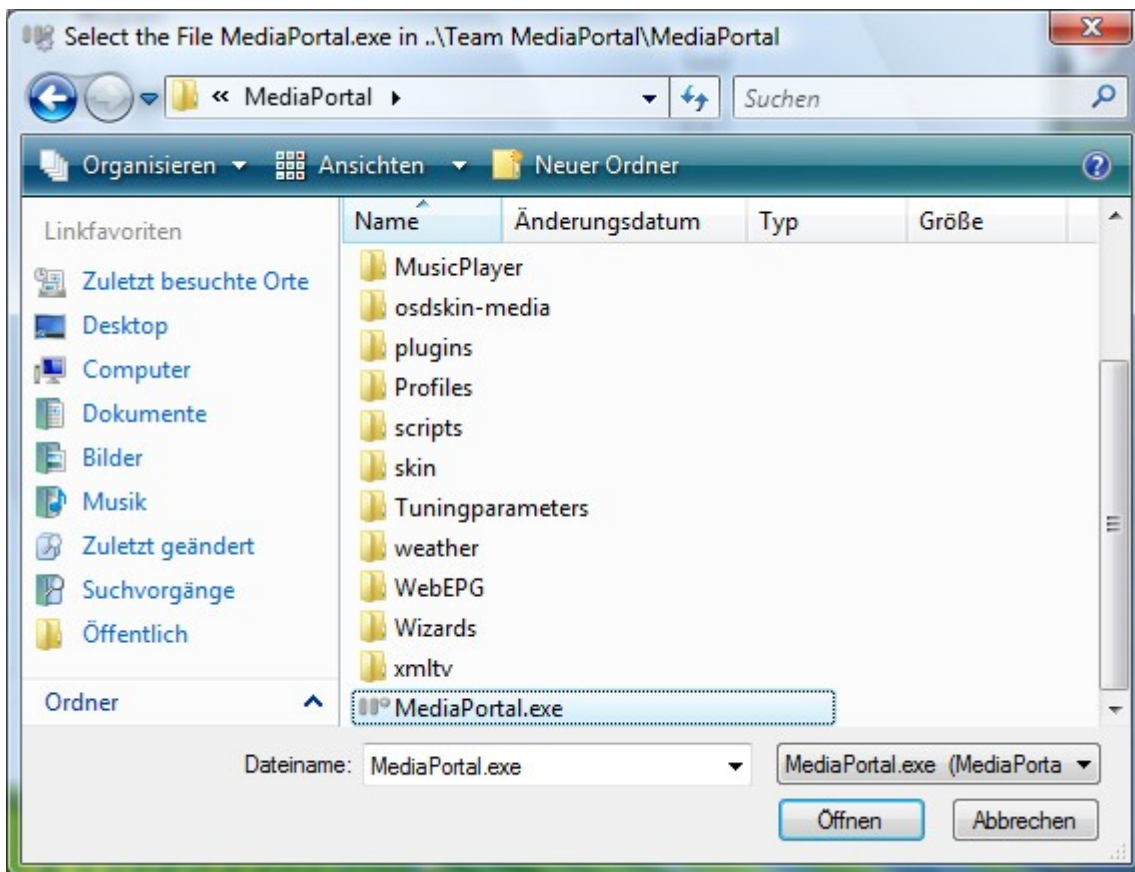 Select the File MediaPortal.exe in ..\Team MediaPortal\MediaPortal
« MediaPortal
Suchen
Organisieren Ansichten Neuer Ordner
Linkfavoriten
Zuletzt besuchte Orte
Desktop
Computer
Dokumente
Bilder
Musik
Zuletzt geändert
Suchvorgänge
Öffentlich
Ordner
Name Änderungsdatum Typ Größe
MusicPlayer
osdskin-media
plugins
Profiles
scripts
skin
Tuningparameters
weather
WebEPG
Wizards
xmltv
MediaPortal.exe
Dateiname: MediaPortal.exe MediaPortal.exe (MediaPorta
Öffnen Abbrechen